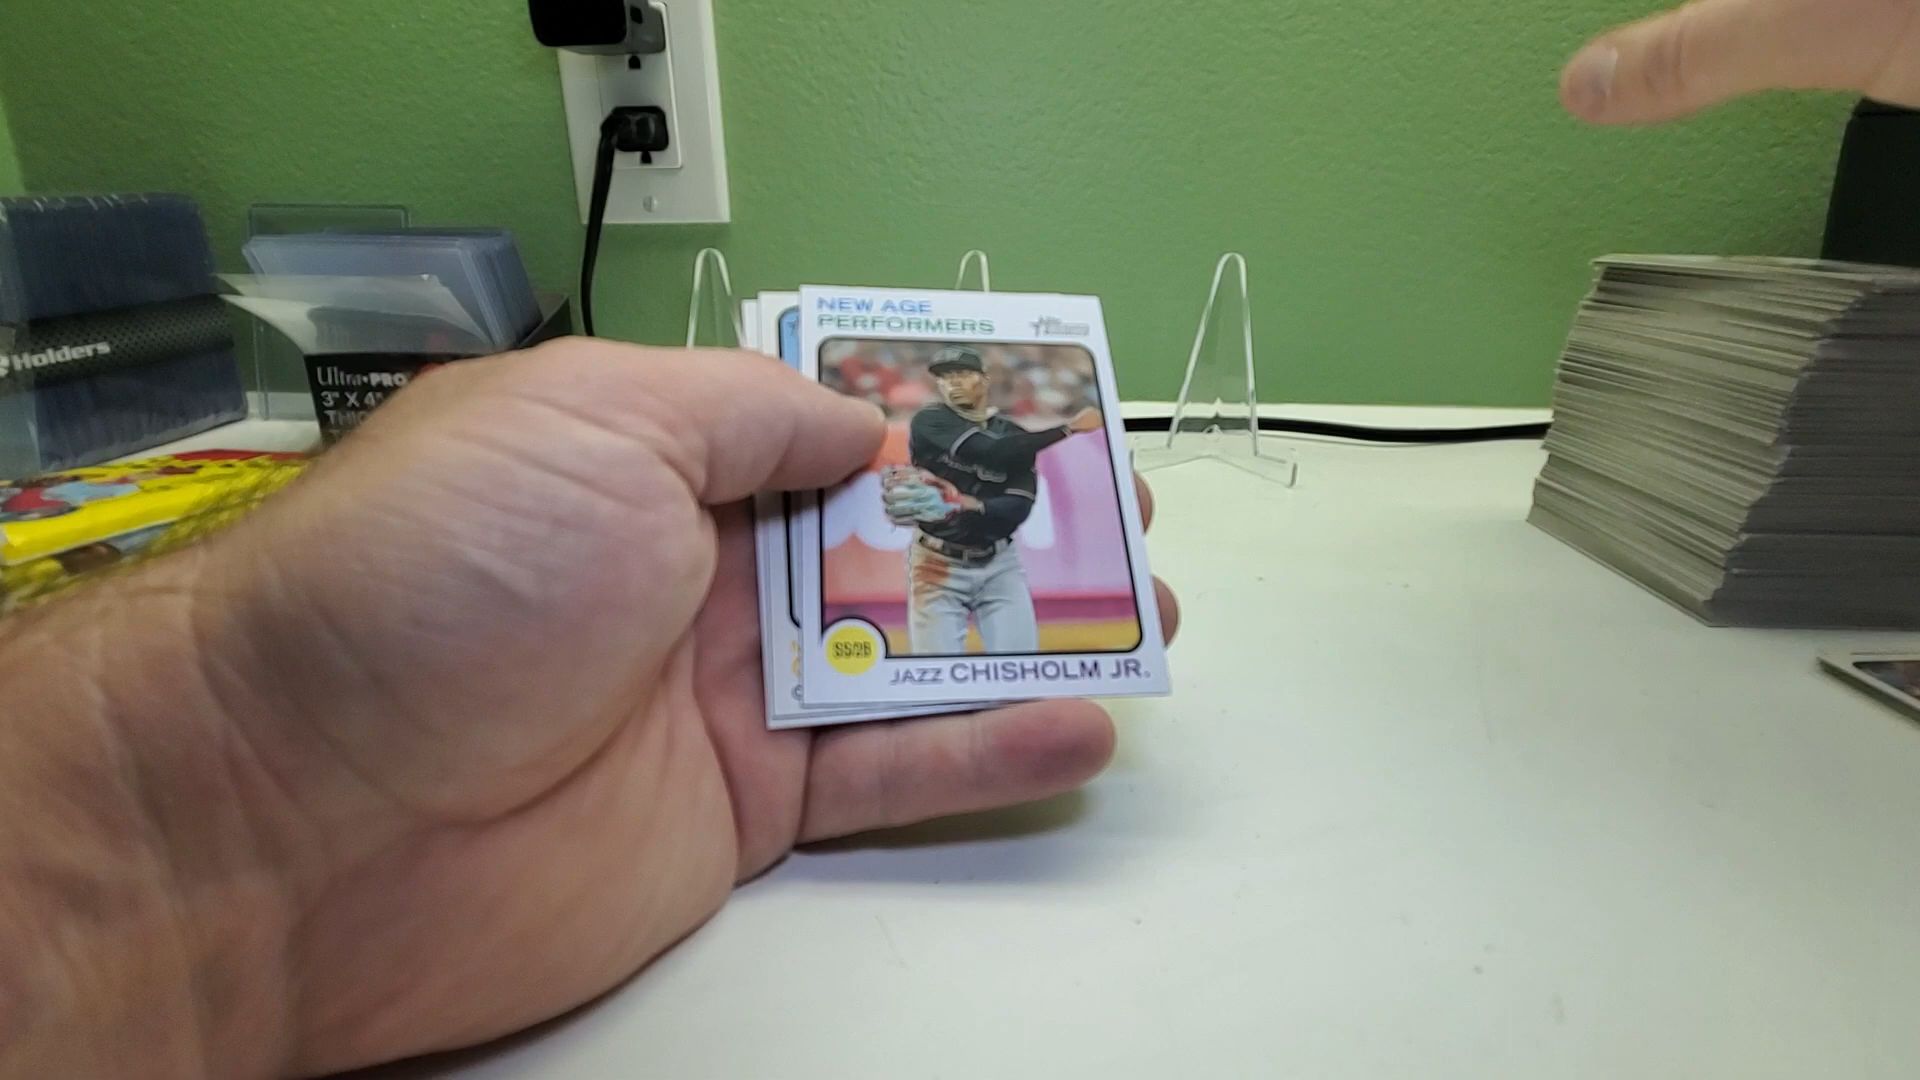 NEW AGE
PERFORMERS
SS/2B
JAZZ CHISHOLM JR.
Holders
Ultra•PRO
3" X 4"